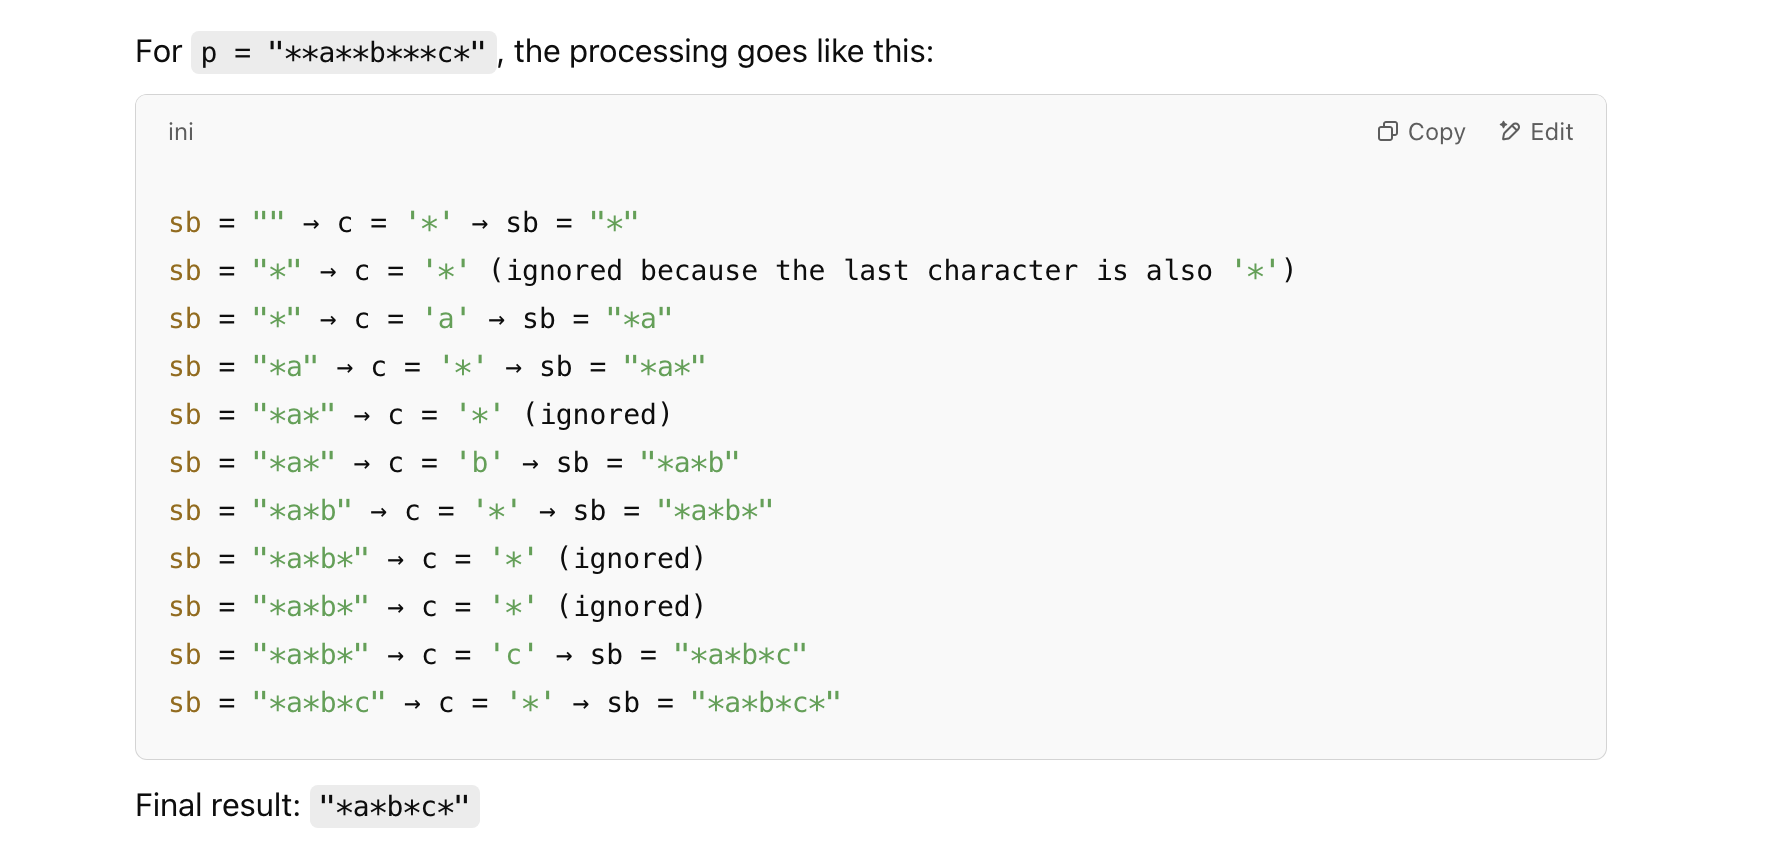 For p = "**a**b***c*", the processing goes like this:
ini
Copy
Edit
sb = "" → c = '*' → sb = "*"
sb = "*" → c = '*' (ignored because the last character is also '*')
sb = "*" → c = 'a' → sb = "*a"
sb = "*a" → c = '*' → sb = "*a*"
sb = "*a*" → c = '*' (ignored)
sb = "*a*" → c = 'b' → sb = "*a*b"
sb = "*a*b" → c = '*' → sb = "*a*b*"
sb = "*a*b*" → c = '*' (ignored)
sb = "*a*b*" → c = '*' (ignored)
sb = "*a*b*" → c = 'c' → sb = "*a*b*c"
sb = "*a*b*c" → c = '*' → sb = "*a*b*c*"
Final result: "*a*b*c*"